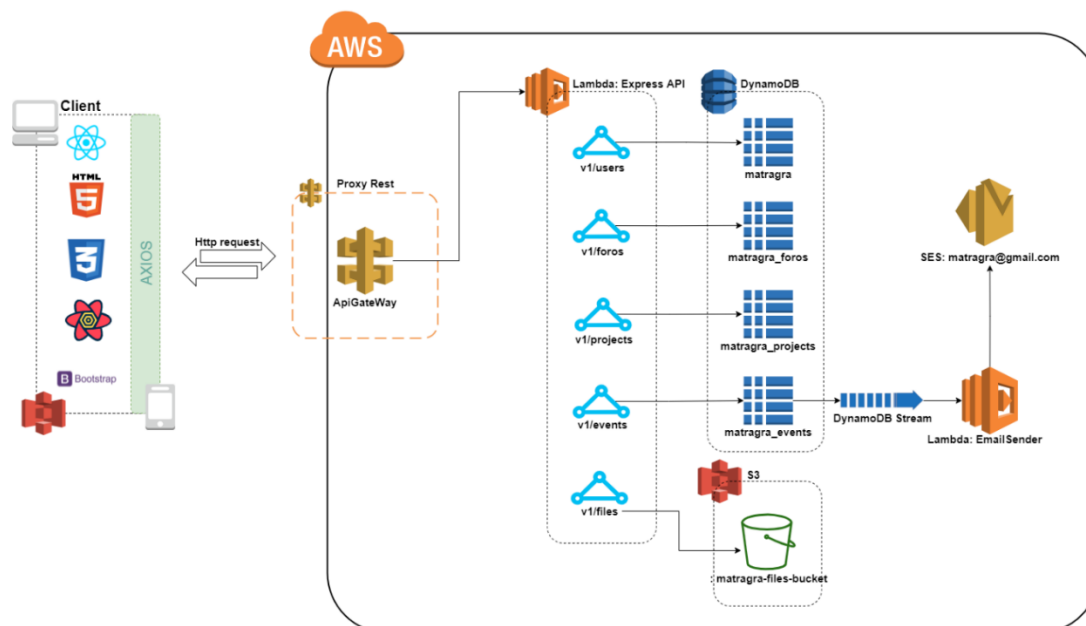 AWS
Client
HTML
5
3
AXIOS
Bootstrap
B
Http request
Proxy Rest
ApiGateWay
Lambda: Express API
v1/users
v1/foros
v1/projects
v1/events
v1/files
DynamoDB
matragra
matragra_foros
matragra_projects
matragra_events
DynamoDB Stream
Lambda: EmailSender
SES: matragra@gmail.com
S3
: matragra-files-bucket